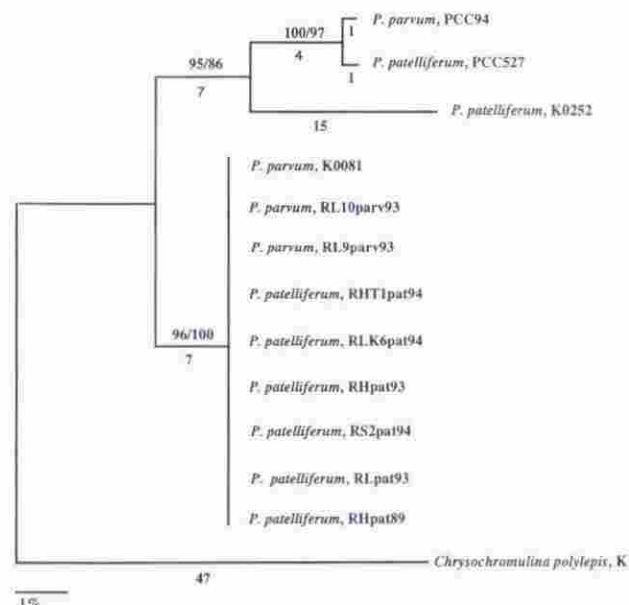 P. parvum, PCC94
100/97
1
4
P. patelliferum, PCC527
95/86
1
7
P. patelliferum, K0252
15
P. parvum, K0081
P. parvum, RL10parv93
P. parvum, RL9parv93
P. patelliferum, RHT1pat94
96/100
P. patelliferum, RLK6pat94
7
P. patelliferum, RHpat93
P. patelliferum, RS2pat94
P. patelliferum, RLpat93
P. patelliferum, RHpat89
Chrysochromulina polylepis, K
47
1%